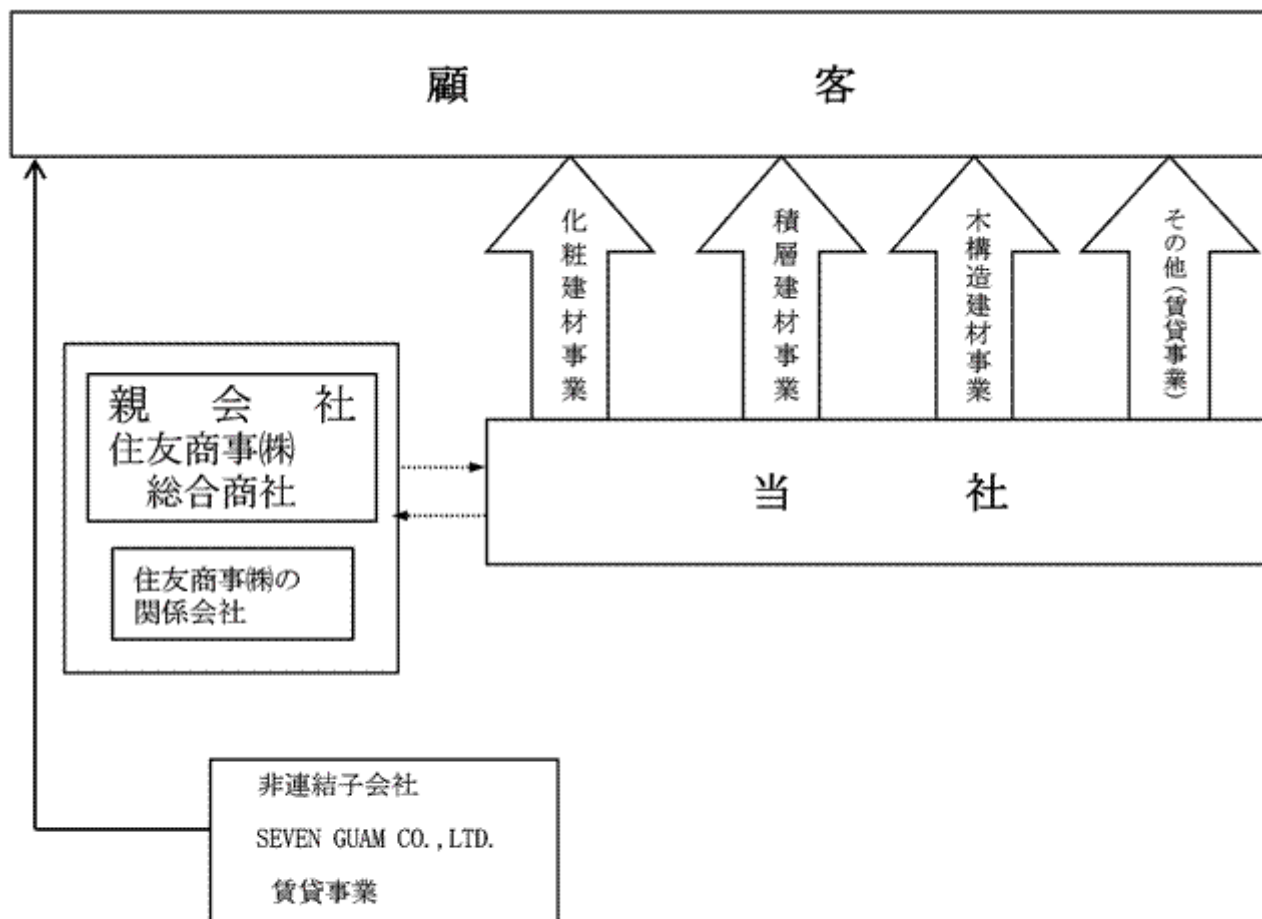 顧客
化粧建材事業
積層建材事業
木構造建材事業
その他(賃貸事業)
親会社
住友商事㈱
総合商社
当社
住友商事㈱の
関係会社
非連結子会社
SEVEN GUAM CO.,LTD.
賃貸事業